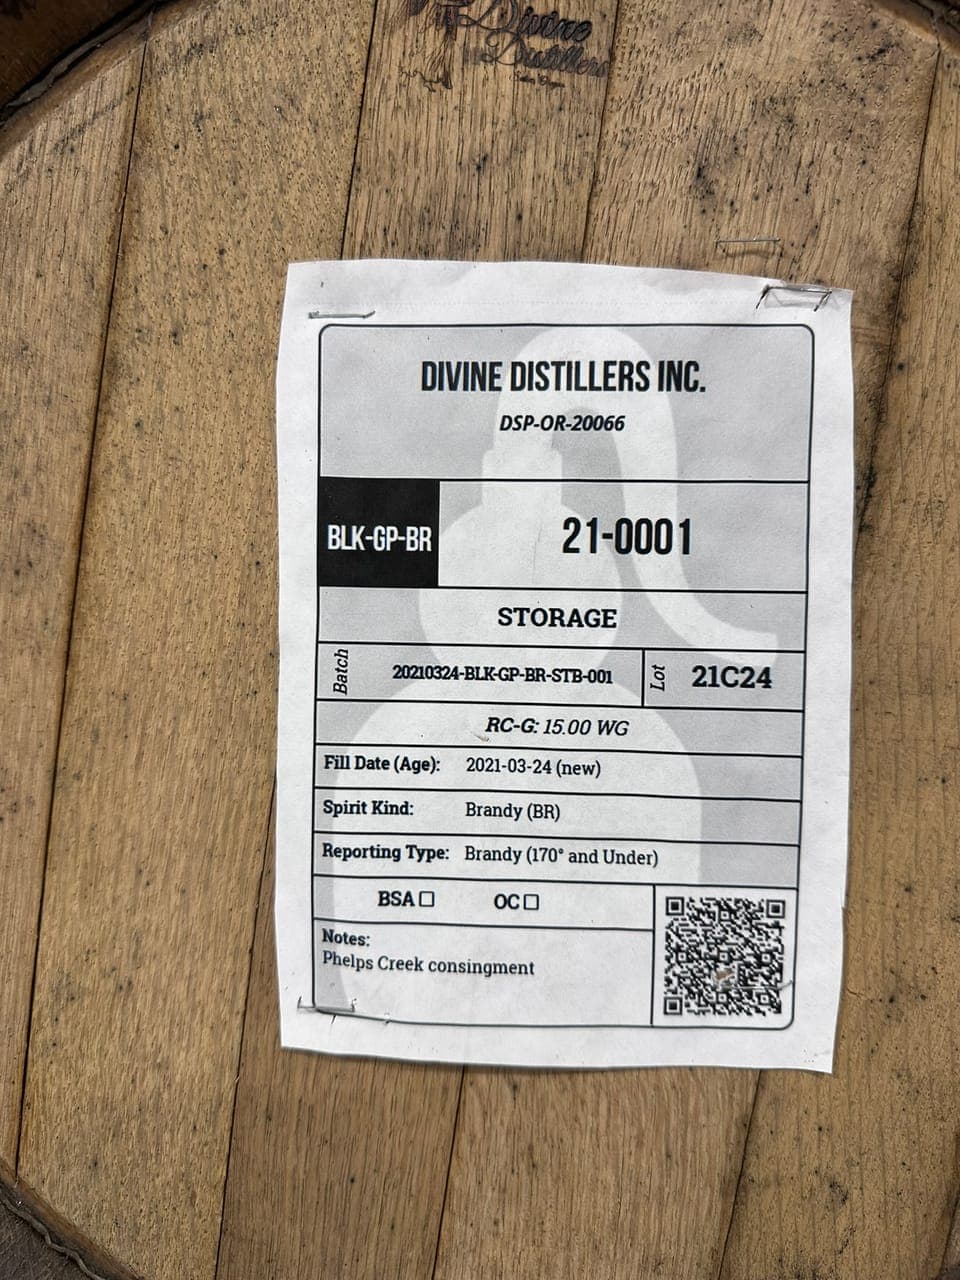 Divine
Distillers
DIVINE DISTILLERS INC.
DSP-OR-20066
BLK-GP-BR 21-0001
STORAGE
Batch 20210324-BLK-GP-BR-STB-001 Lot 21C24
RC-G: 15.00 WG
Fill Date (Age): 2021-03-24 (new)
Spirit Kind: Brandy (BR)
Reporting Type: Brandy (170° and Under)
BSA☐ OC☐
Notes:
Phelps Creek consingment